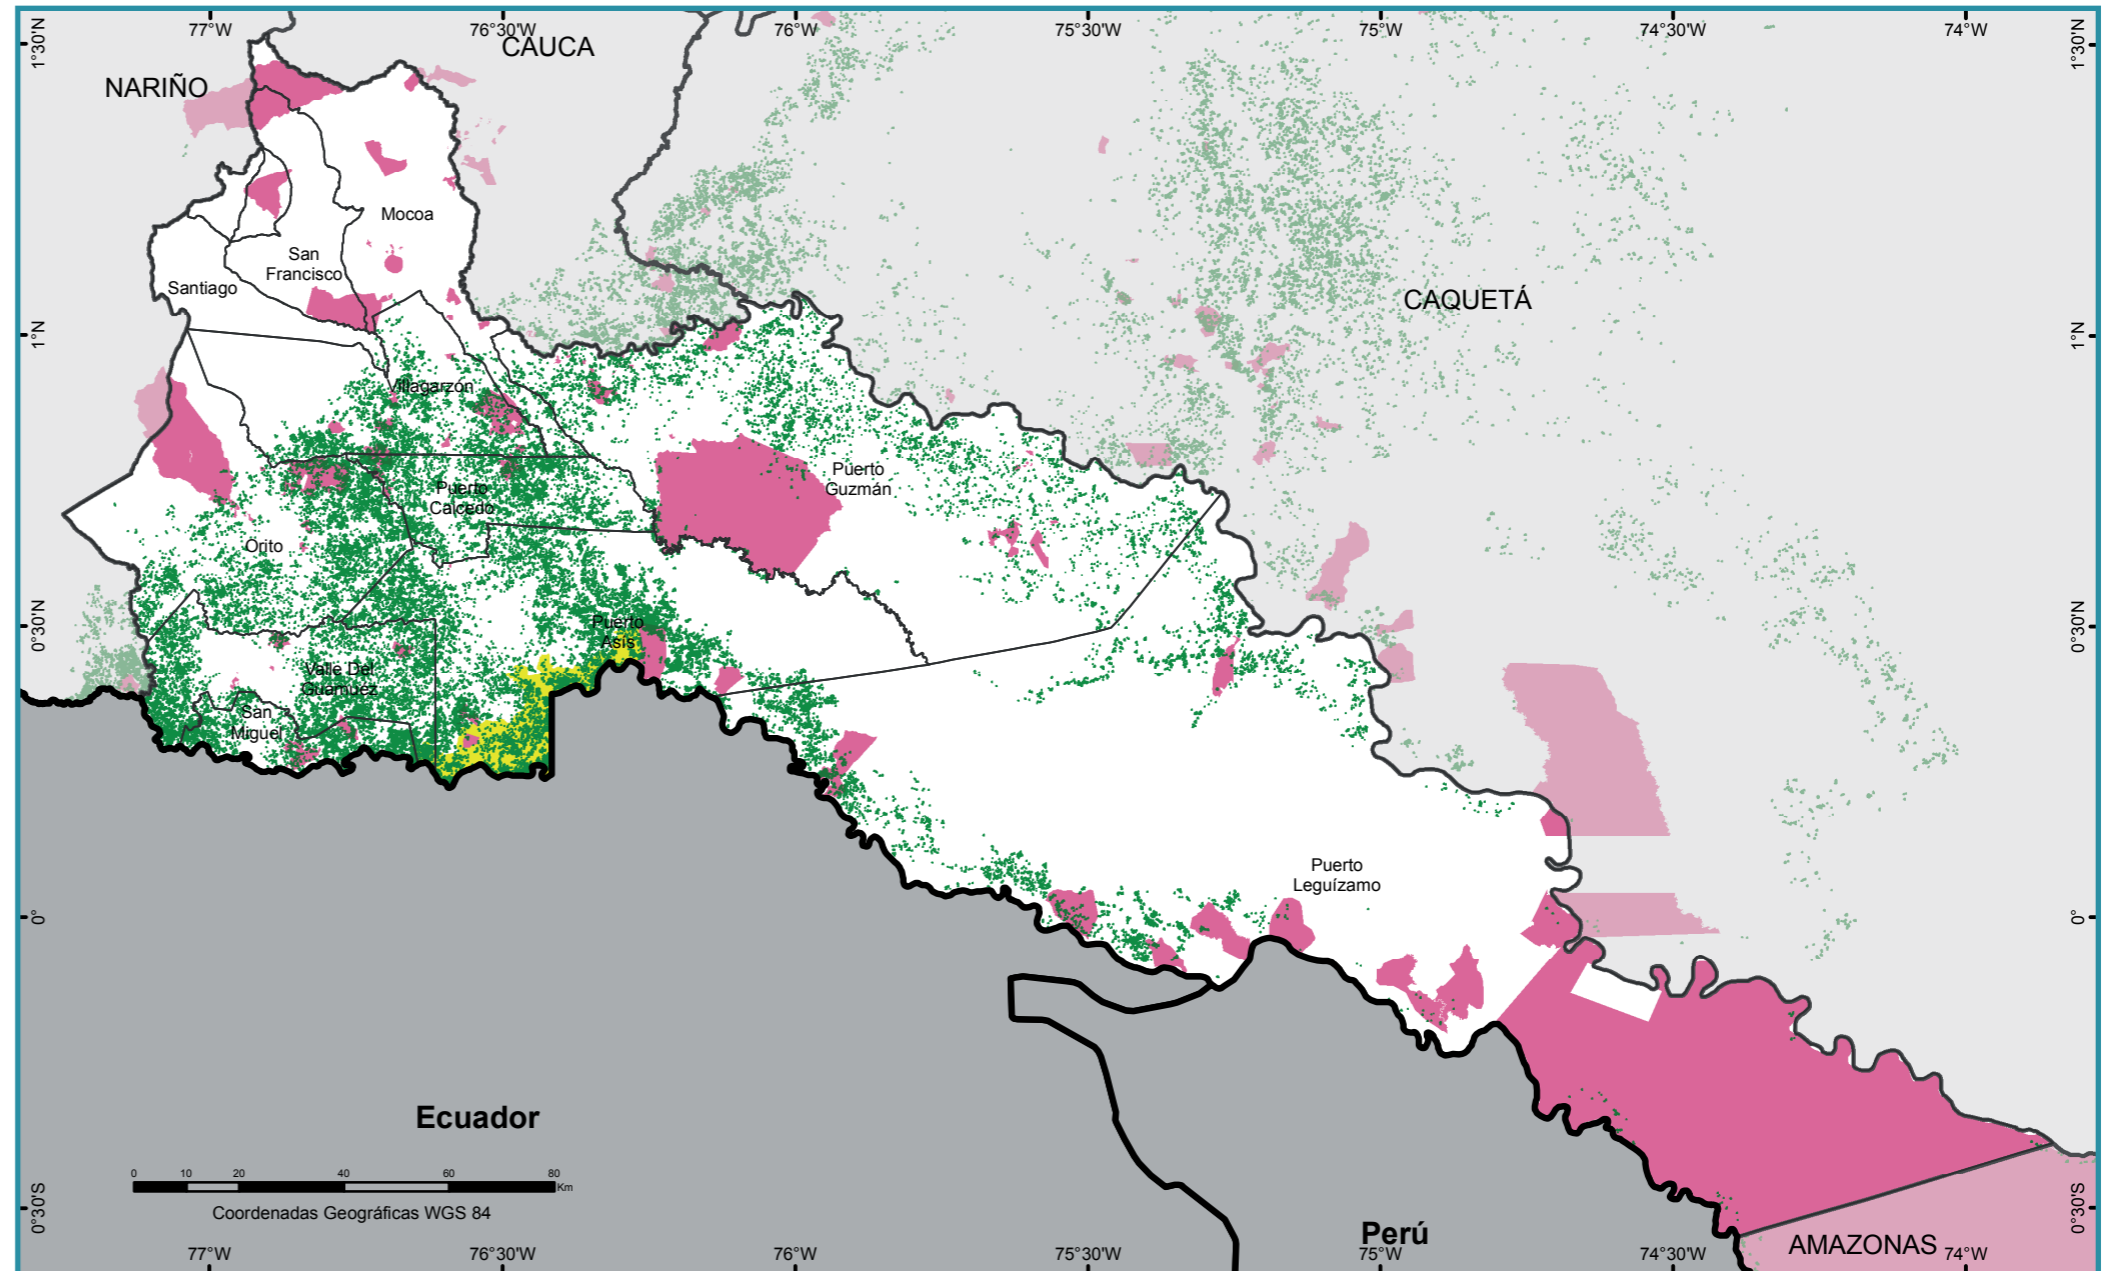 77°W 76°30'W 76°W 75°30'W 75°W 74°30'W 74°W
1°30'N
1°30'N
CAUCA
NARIÑO
Mocoa
San
Francisco
Santiago
CAQUETÁ
1°N
1°N
Villagarzón
Puerto
Guzmán
Puerto
Caicedo
Orito
0°30'N
0°30'N
Puerto
Asís
Valle Del
Guamuez
San
Miguel
Puerto
Leguízamo
0°
0°
Ecuador
0 10 20 40 60 80
Km
Coordenadas Geográficas WGS 84
0°30'S
0°30'S
Perú
AMAZONAS
77°W 76°30'W 76°W 75°30'W 75°W 74°30'W 74°W